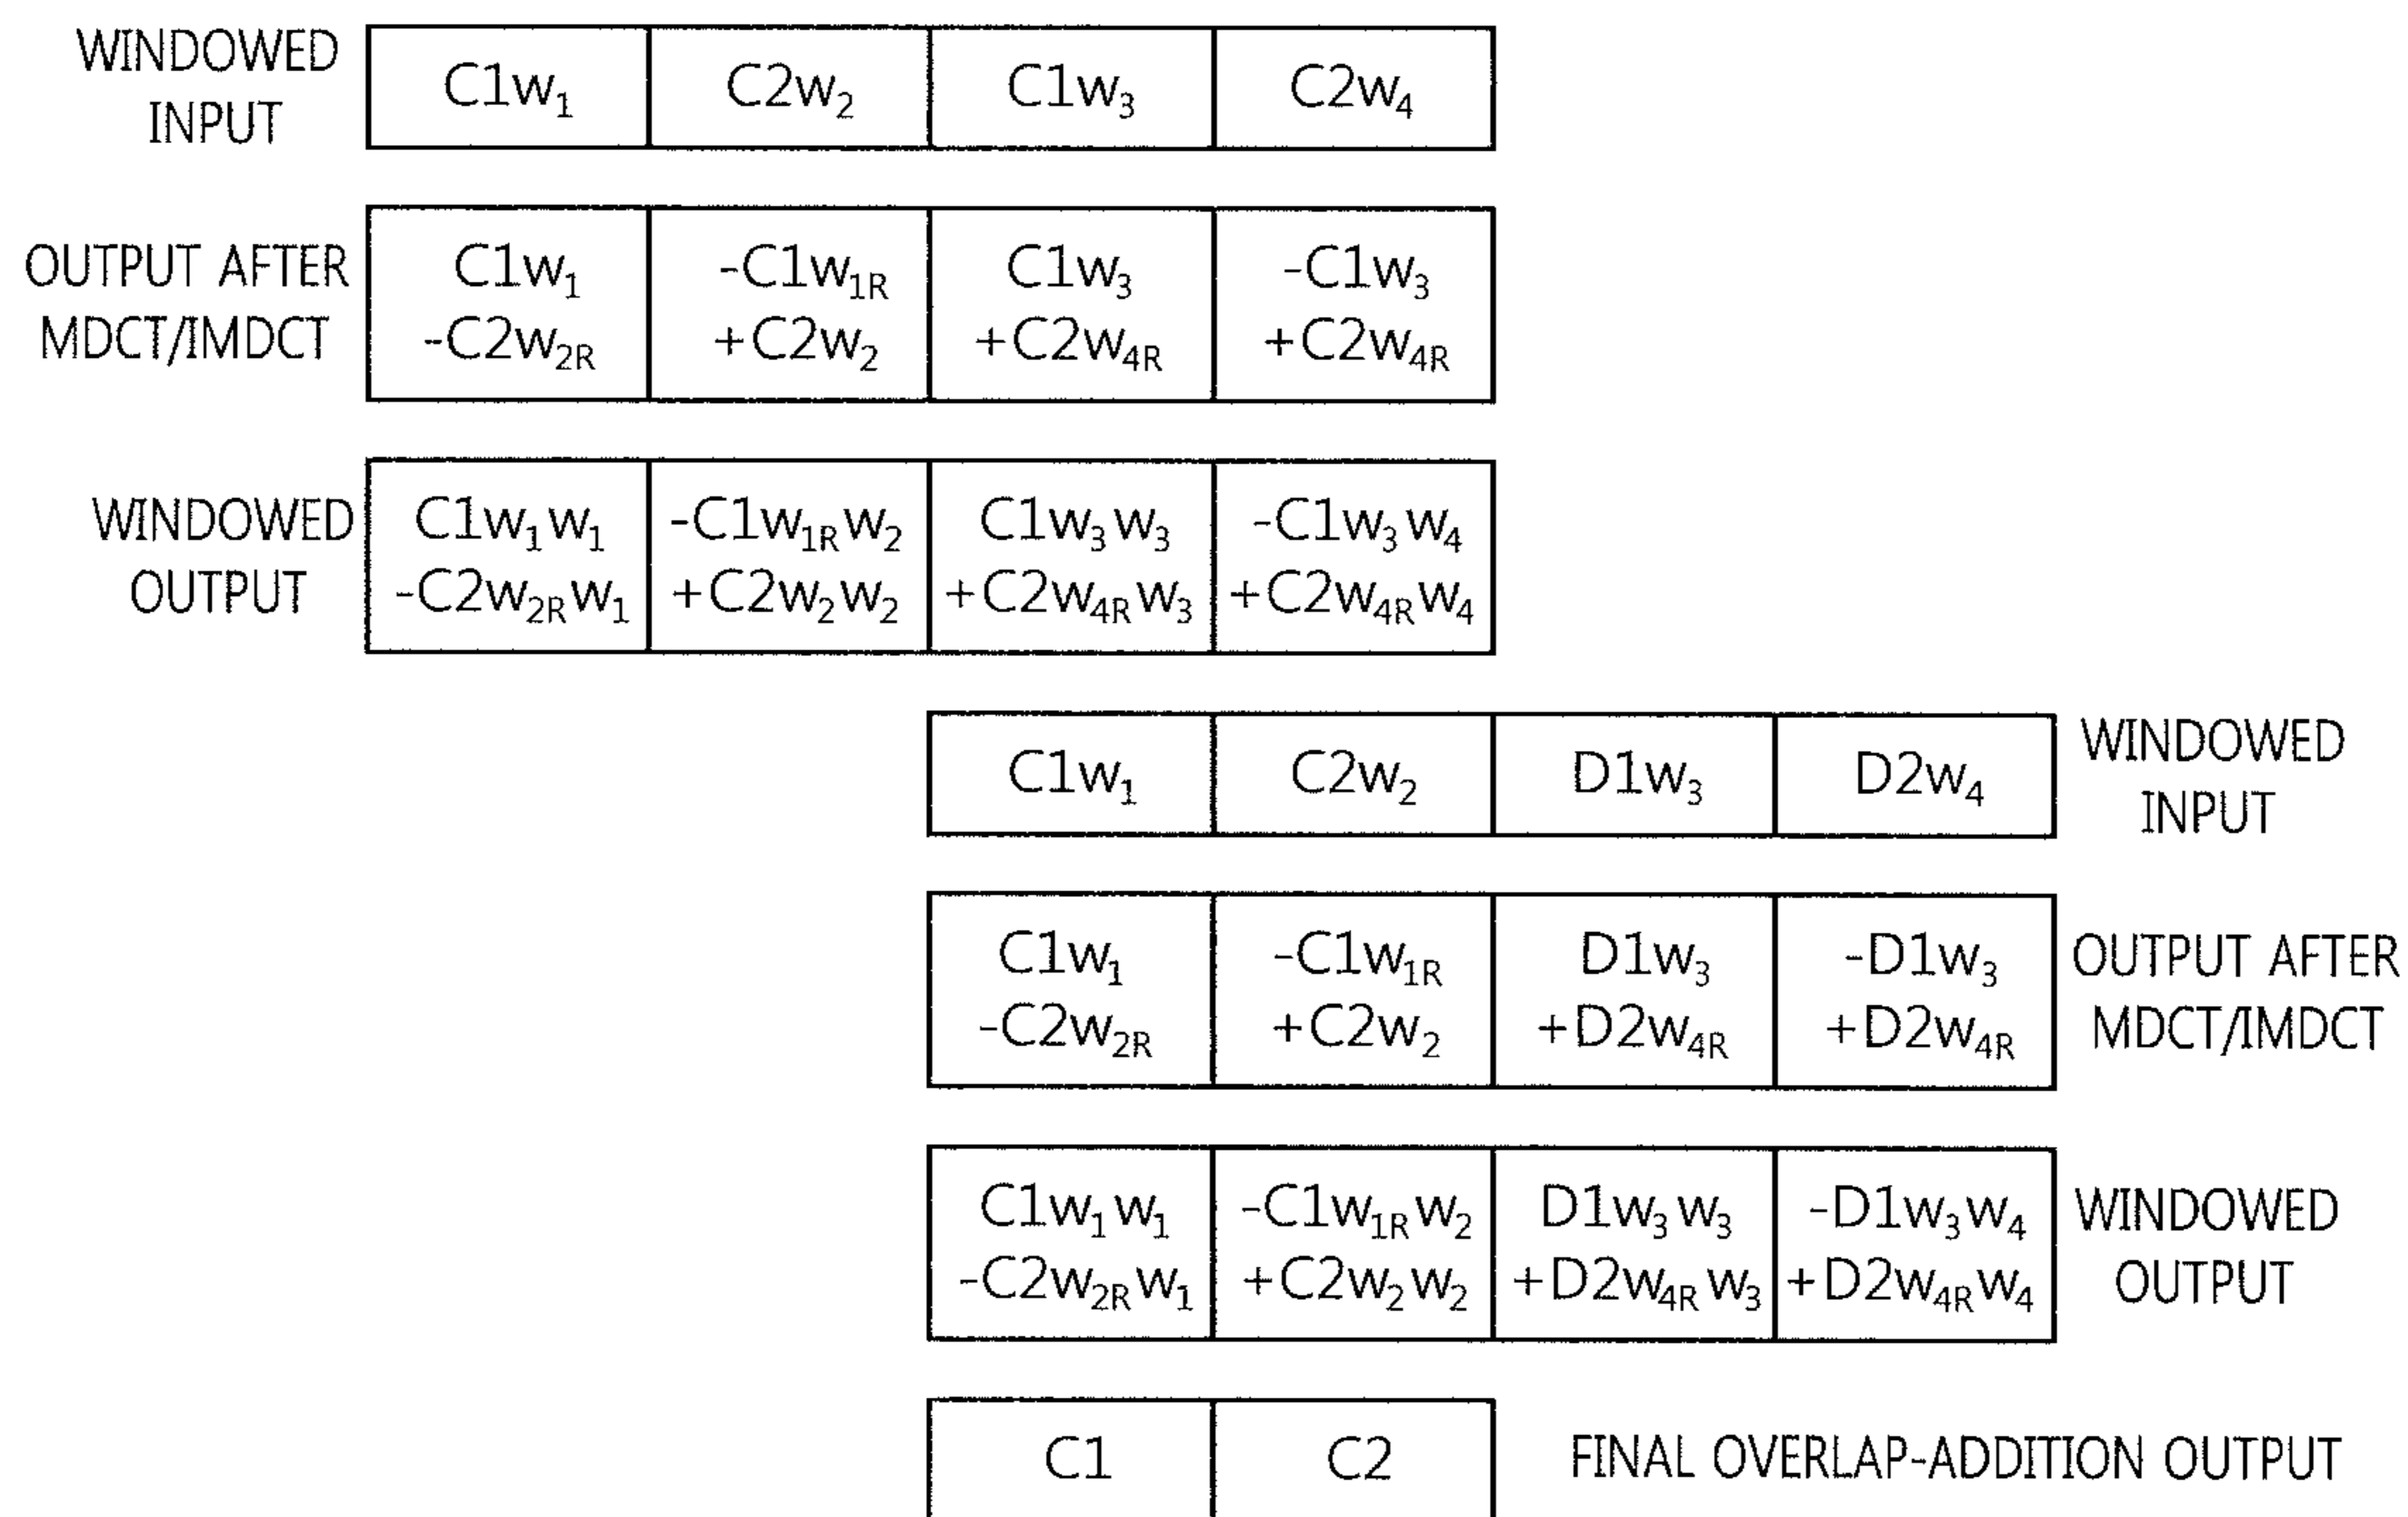 WINDOWED
INPUT
C1w₁ C2w₂ C1w₃ C2w₄
OUTPUT AFTER
MDCT/IMDCT
C1w₁ -C1w₁R C1w₃ -C1w₃
-C2w₂R +C2w₂ +C2w₄R +C2w₄R
WINDOWED
OUTPUT
C1w₁w₁ -C1w₁Rw₂ C1w₃w₃ -C1w₃w₄
-C2w₂Rw₁ +C2w₂w₂ +C2w₄Rw₃ +C2w₄Rw₄
C1w₁ C2w₂ D1w₃ D2w₄
WINDOWED
INPUT
C1w₁ -C1w₁R D1w₃ -D1w₃
-C2w₂R +C2w₂ +D2w₄R +D2w₄R
OUTPUT AFTER
MDCT/IMDCT
C1w₁w₁ -C1w₁Rw₂ D1w₃w₃ -D1w₃w₄
-C2w₂Rw₁ +C2w₂w₂ +D2w₄Rw₃ +D2w₄Rw₄
WINDOWED
OUTPUT
C1 C2 FINAL OVERLAP-ADDITION OUTPUT